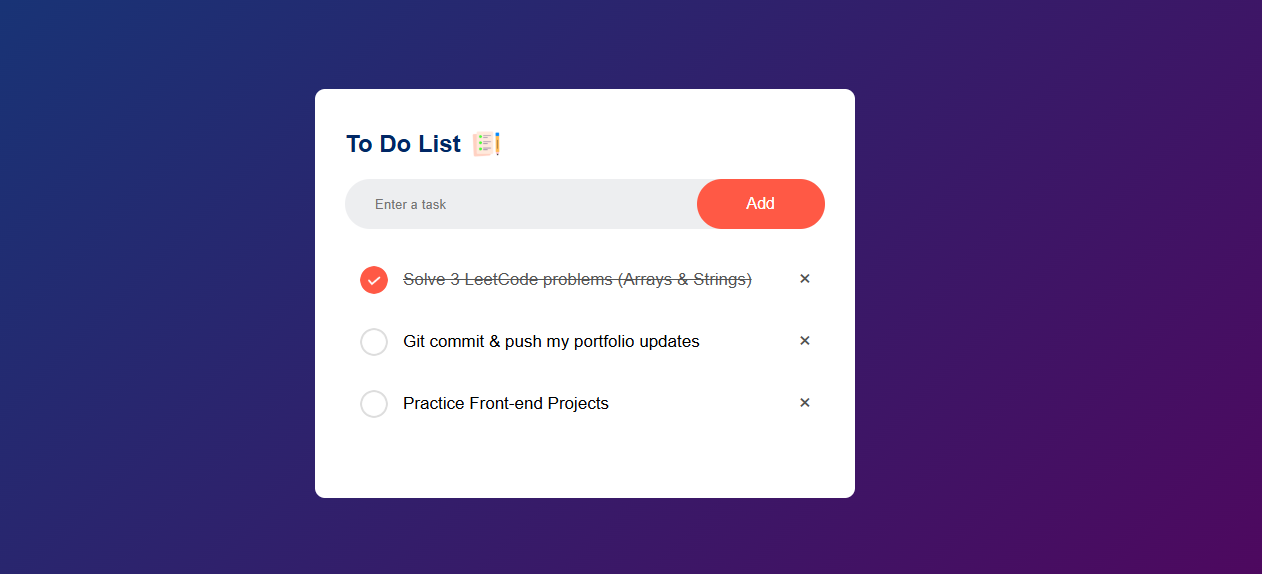 To Do List
Enter a task
Add
Solve 3 LeetCode problems (Arrays & Strings)
Git commit & push my portfolio updates
Practice Front-end Projects